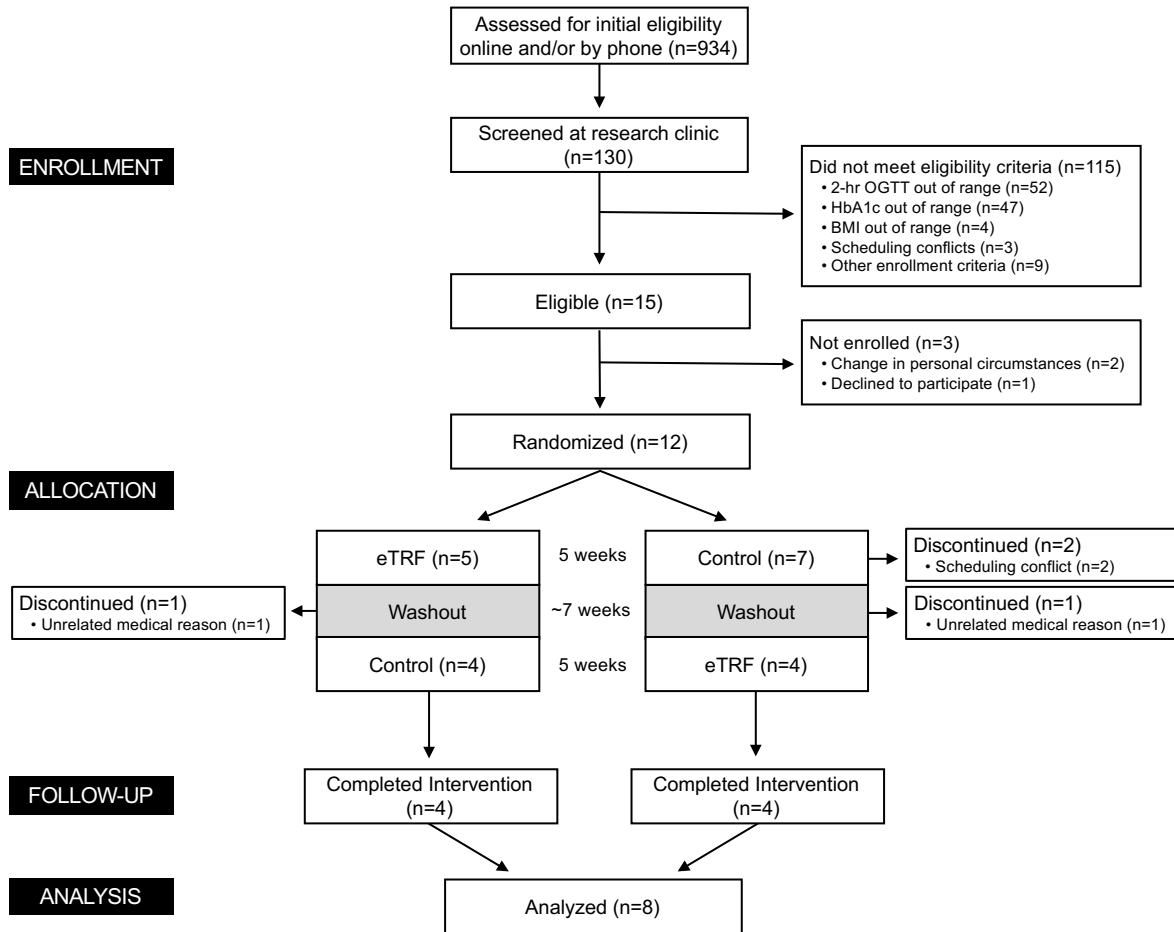 Assessed for initial eligibility
online and/or by phone (n=934)
ENROLLMENT
Screened at research clinic
(n=130)
Did not meet eligibility criteria (n=115)
• 2-hr OGTT out of range (n=52)
• HbA1c out of range (n=47)
• BMI out of range (n=4)
• Scheduling conflicts (n=3)
• Other enrollment criteria (n=9)
Eligible (n=15)
Not enrolled (n=3)
• Change in personal circumstances (n=2)
• Declined to participate (n=1)
Randomized (n=12)
ALLOCATION
eTRF (n=5)
5 weeks
Control (n=7)
Discontinued (n=2)
• Scheduling conflict (n=2)
Discontinued (n=1)
• Unrelated medical reason (n=1)
Washout
~7 weeks
Washout
Discontinued (n=1)
• Unrelated medical reason (n=1)
Control (n=4)
5 weeks
eTRF (n=4)
FOLLOW-UP
Completed Intervention
(n=4)
Completed Intervention
(n=4)
ANALYSIS
Analyzed (n=8)